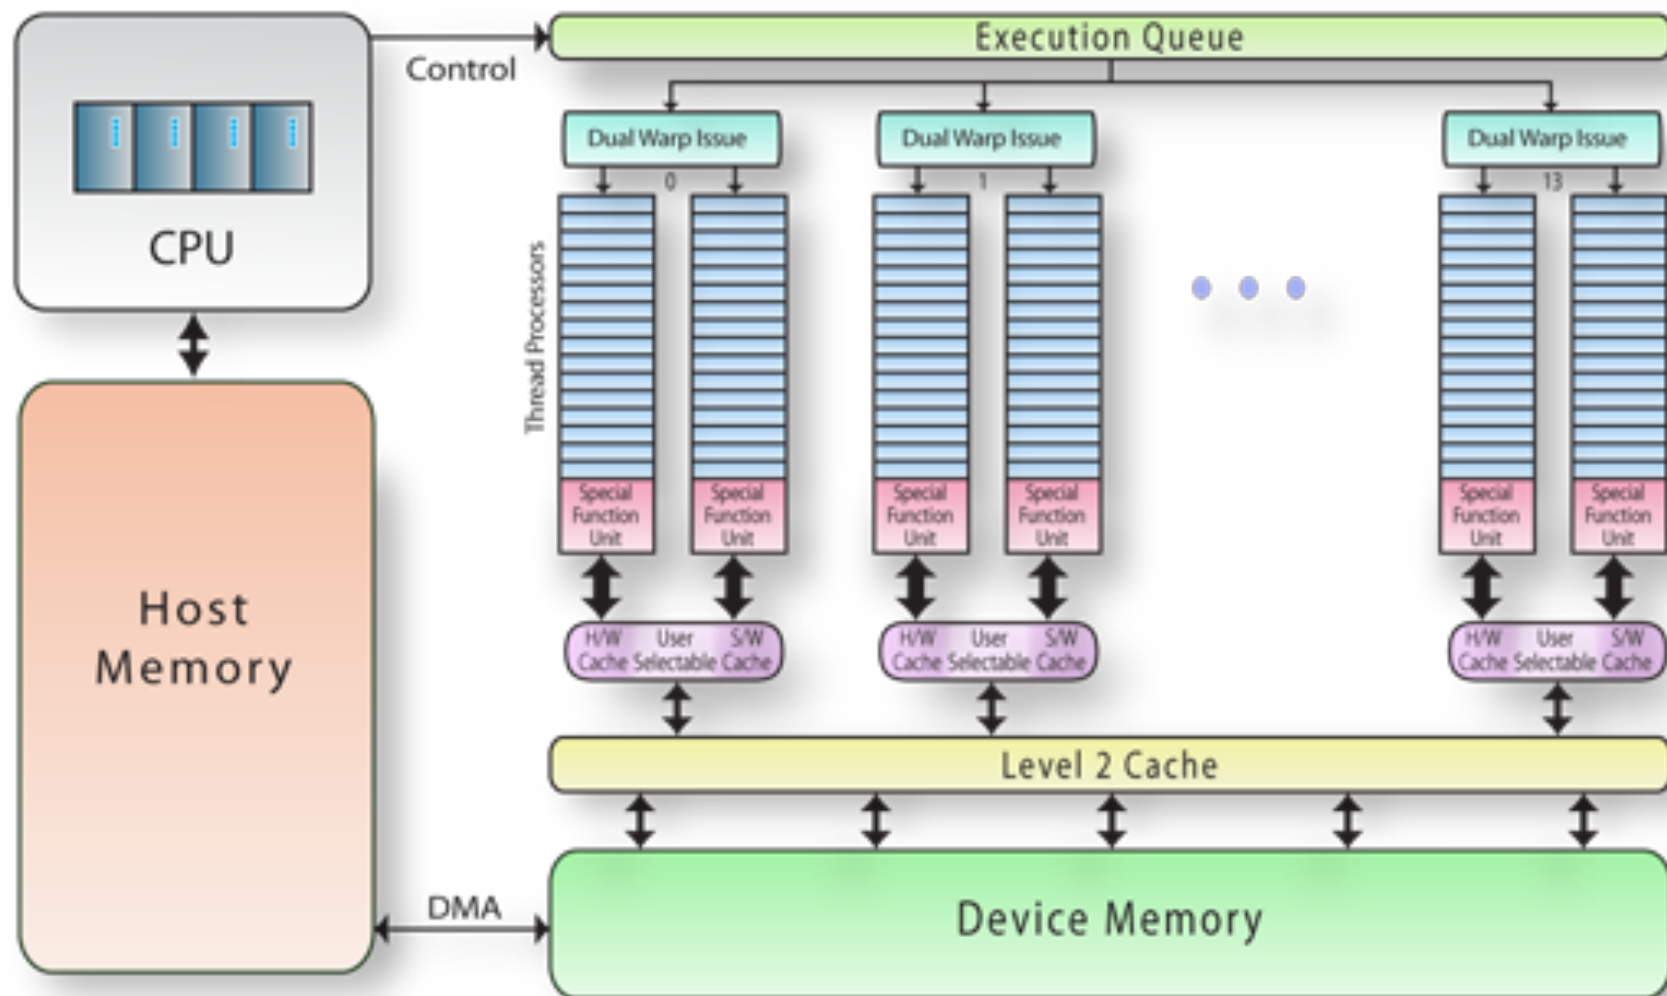 Execution Queue
Control
CPU
Dual Warp Issue
Dual Warp Issue
Dual Warp Issue
0
1
13
Thread Processors
Special
Function
Unit
Special
Function
Unit
Special
Function
Unit
Special
Function
Unit
Special
Function
Unit
Special
Function
Unit
H/W User S/W
Cache Selectable Cache
H/W User S/W
Cache Selectable Cache
H/W User S/W
Cache Selectable Cache
Host
Memory
Level 2 Cache
DMA
Device Memory